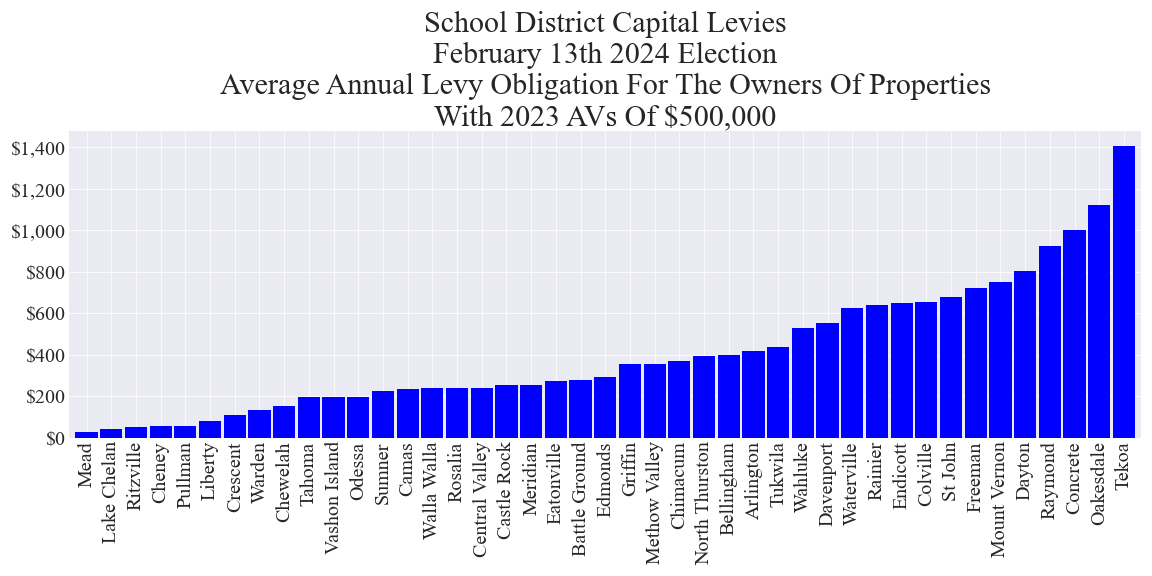 School District Capital Levies
February 13th 2024 Election
Average Annual Levy Obligation For The Owners Of Properties
With 2023 AVs Of $500,000
$1,400
$1,200
$1,000
$800
$600
$400
$200
$0
Mead
Lake Chelan
Ritzville
Cheney
Pullman
Liberty
Crescent
Warden
Chewelah
Tahoma
Vashon Island
Odessa
Sumner
Camas
Walla Walla
Rosalia
Central Valley
Castle Rock
Meridian
Eatonville
Battle Ground
Edmonds
Griffin
Methow Valley
Chimacum
North Thurston
Bellingham
Arlington
Tukwila
Wahluke
Davenport
Waterville
Rainier
Endicott
Colville
St John
Freeman
Mount Vernon
Dayton
Raymond
Concrete
Oakesdale
Tekoa